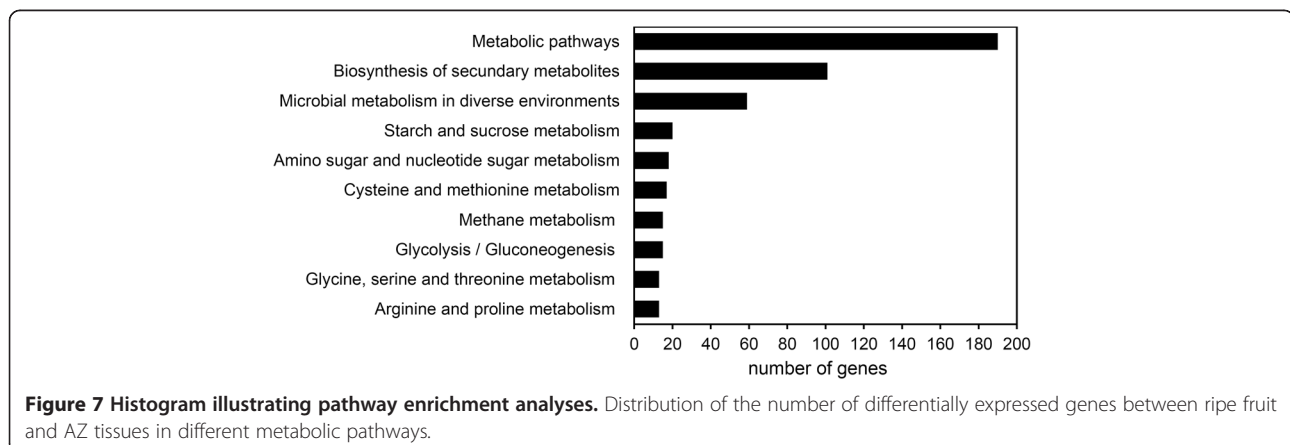 Metabolic pathways
Biosynthesis of secundary metabolites
Microbial metabolism in diverse environments
Starch and sucrose metabolism
Amino sugar and nucleotide sugar metabolism
Cysteine and methionine metabolism
Methane metabolism
Glycolysis / Gluconeogenesis
Glycine, serine and threonine metabolism
Arginine and proline metabolism
0 20 40 60 80 100 120 140 160 180 200
number of genes
Figure 7 Histogram illustrating pathway enrichment analyses. Distribution of the number of differentially expressed genes between ripe fruit
and AZ tissues in different metabolic pathways.